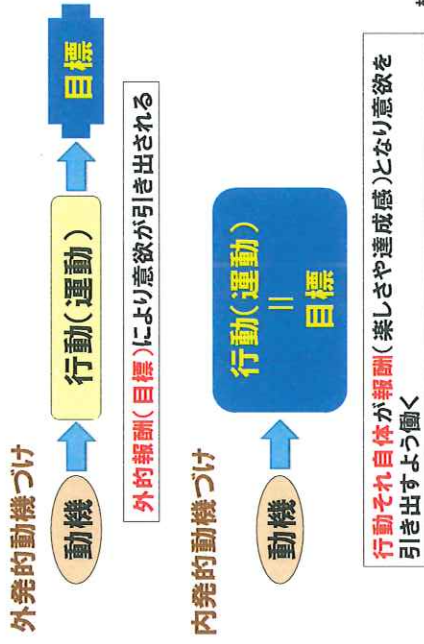 外発的動機づけ
動機
行動(運動)
目標
外的報酬(目標)により意欲が引き出される
内発的動機づけ
動機
行動(運動)
=
目標
行動それ自体が報酬(楽しさや達成感)となり意欲を
引き出すよう働く